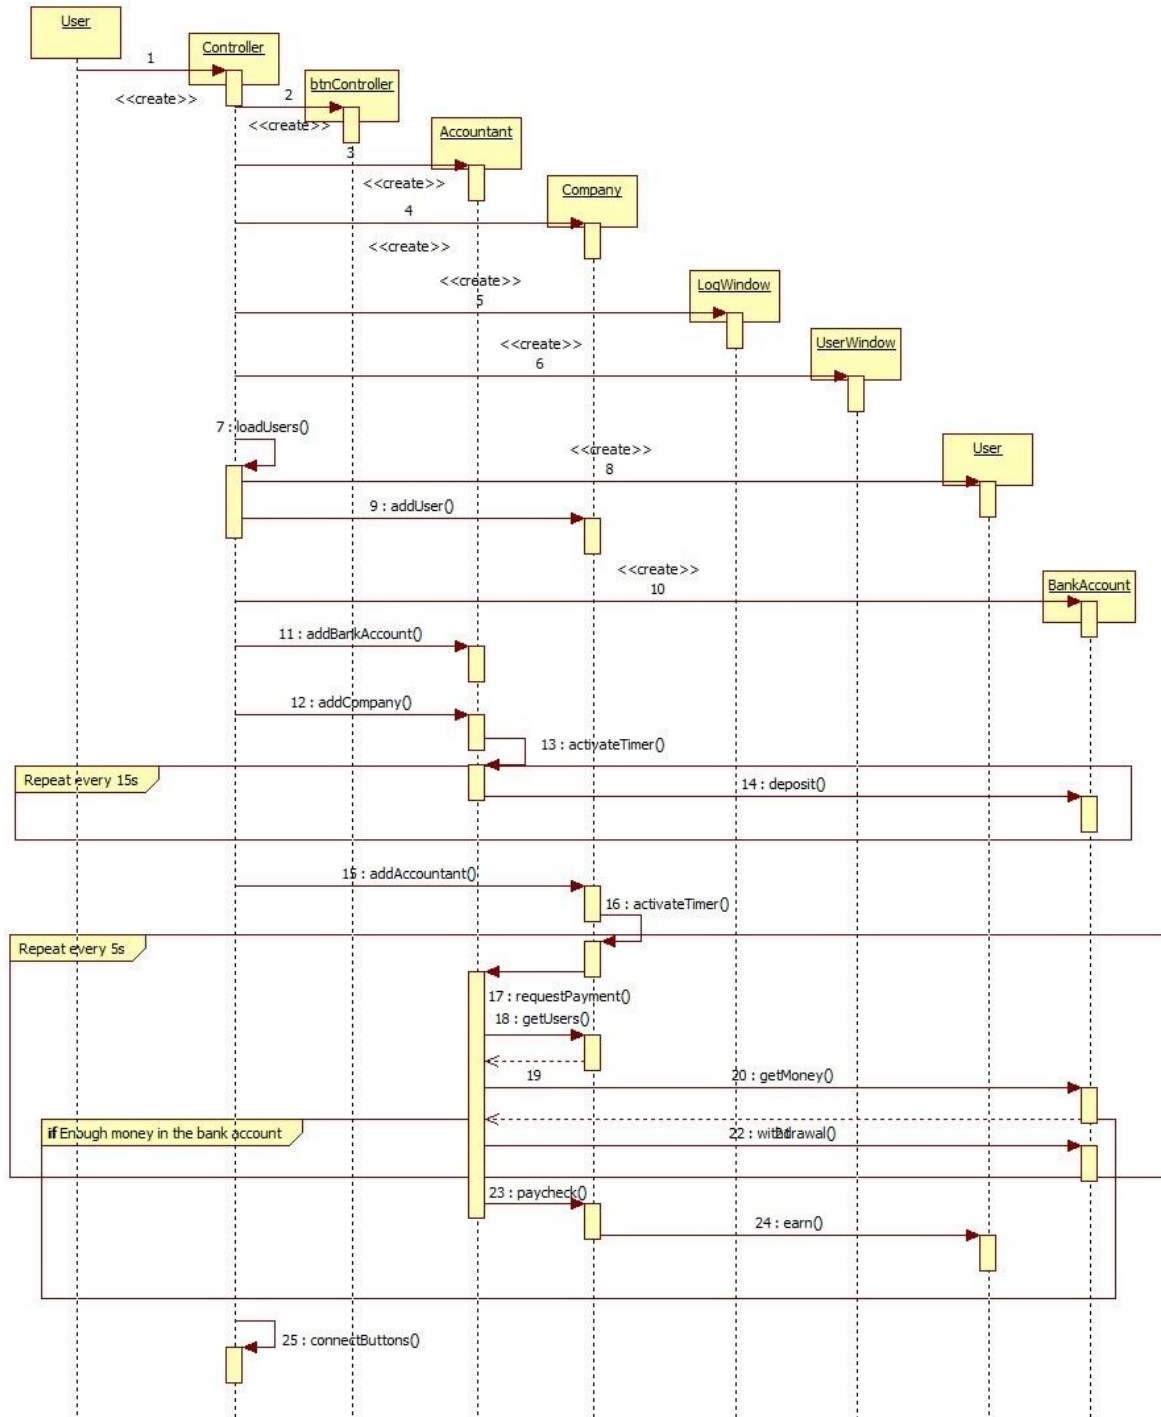 User
Controller
1
btnController
<<create>>
2
<<create>>
Accountant
3
<<create>>
Company
4
<<create>>
<<create>>
LogWindow
5
<<create>>
UserWindow
6
7 : loadUsers()
<<create>>
User
8
9 : addUser()
<<create>>
BankAccount
10
11 : addBankAccount()
12 : addCompany()
13 : activateTimer()
Repeat every 15s
14 : deposit()
15 : addAccountant()
16 : activateTimer()
Repeat every 5s
17 : requestPayment()
18 : getUsers()
19
20 : getMoney()
if Enough money in the bank account
22 : withdrawal()
21
23 : paycheck()
24 : earn()
25 : connectButtons()